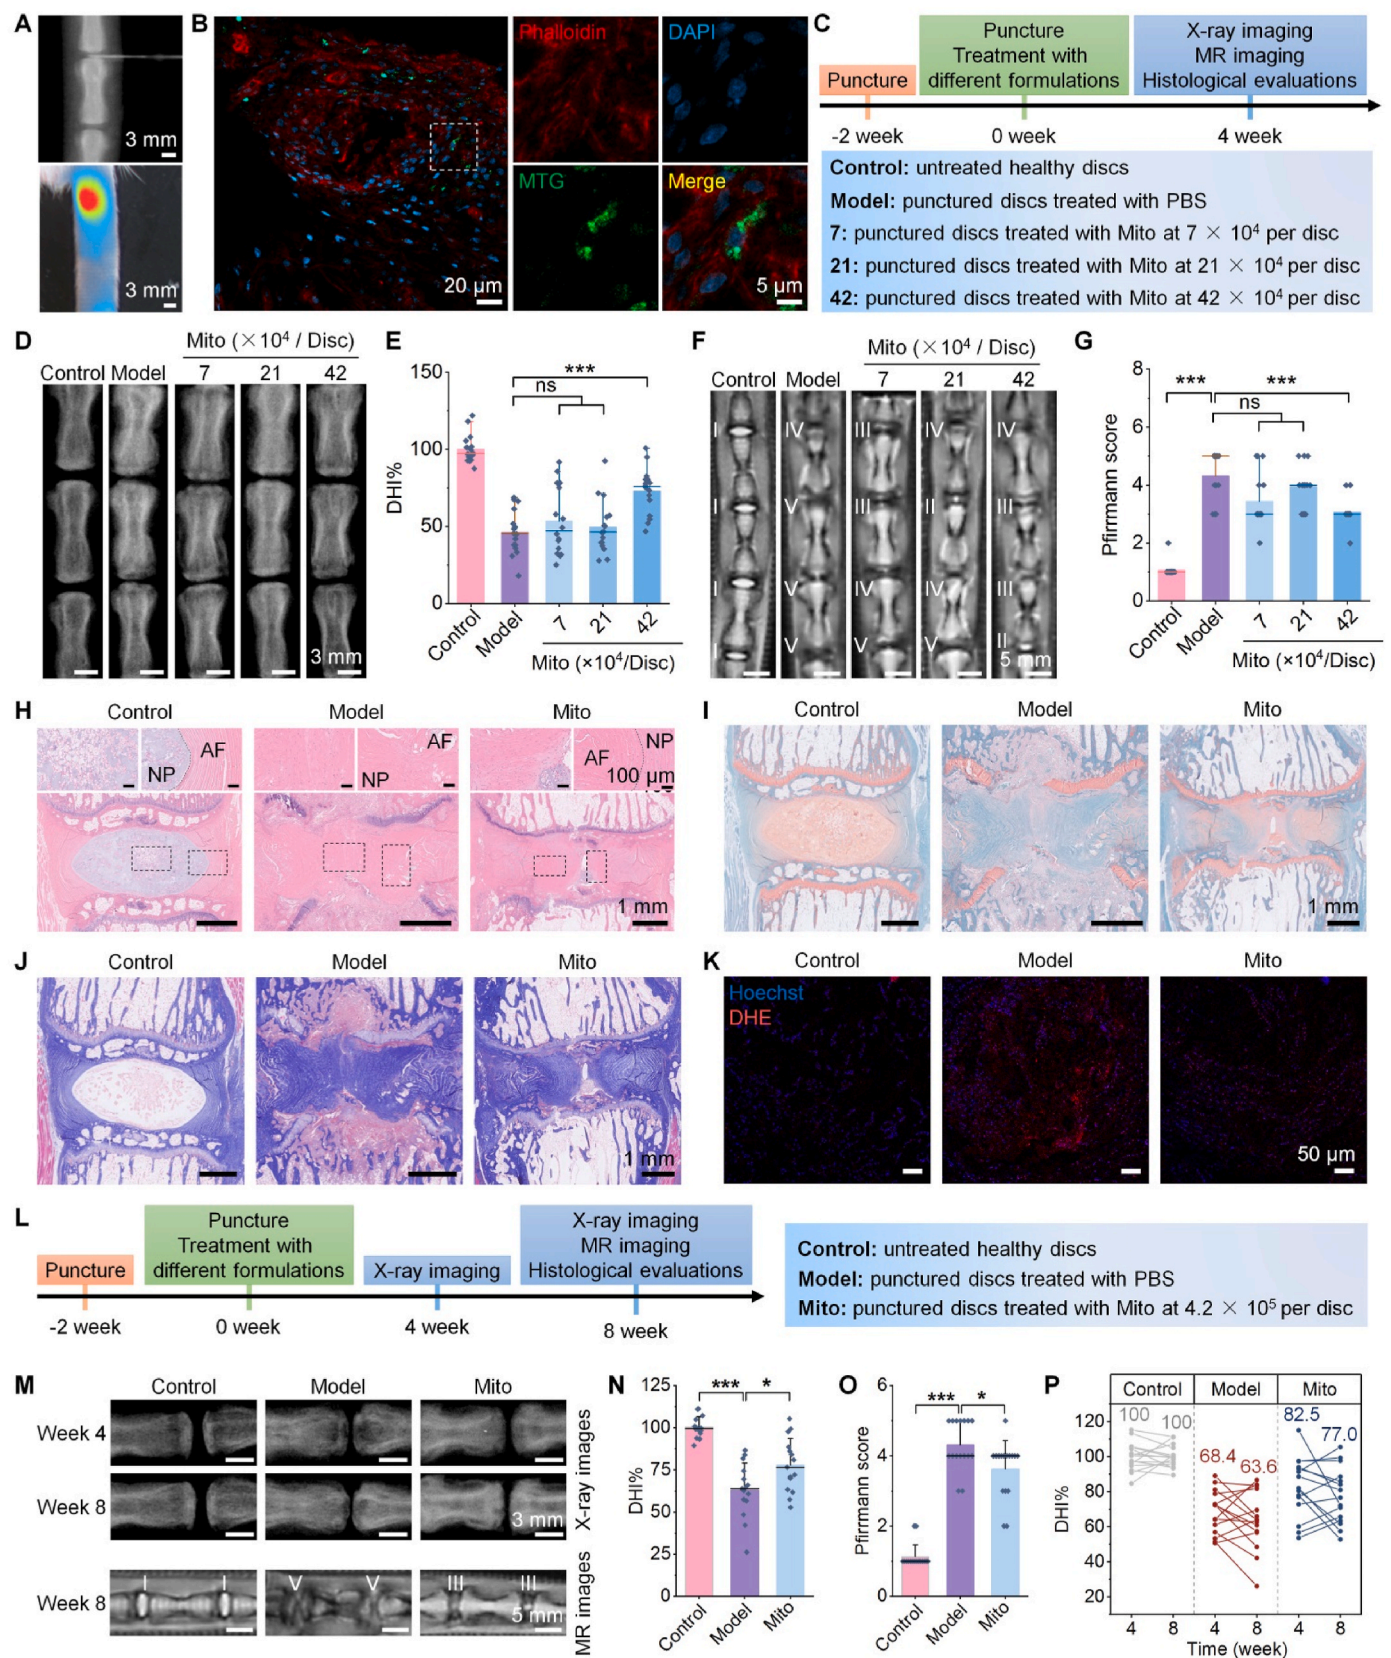 A
3 mm
3 mm
B
Phalloidin
DAPI
MTG
Merge
20 μm
5 μm
C
Puncture
Puncture
Treatment with
different formulations
X-ray imaging
MR imaging
Histological evaluations
-2 week
0 week
4 week
Control: untreated healthy discs
Model: punctured discs treated with PBS
7: punctured discs treated with Mito at 7 × 10⁴ per disc
21: punctured discs treated with Mito at 21 × 10⁴ per disc
42: punctured discs treated with Mito at 42 × 10⁴ per disc
D
Mito (×10⁴ / Disc)
Control Model 7 21 42
3 mm
E
150
100
50
0
DHI%
***
ns
Control
Model
7
21
42
Mito (×10⁴/Disc)
F
Mito (×10⁴ / Disc)
Control Model 7 21 42
I IV III IV IV
I V III II III
I V IV IV III
I V V V II
5 mm
G
8
6
4
2
0
Pfirrmann score
*** ***
ns
Control
Model
7
21
42
Mito (×10⁴/Disc)
H
Control Model Mito
NP AF
NP AF
AF NP
100 μm
1 mm
I
Control Model Mito
1 mm
J
Control Model Mito
1 mm
K
Control Model Mito
Hoechst
DHE
50 μm
L
Puncture
Puncture
Treatment with
different formulations
X-ray imaging
X-ray imaging
MR imaging
Histological evaluations
-2 week
0 week
4 week
8 week
Control: untreated healthy discs
Model: punctured discs treated with PBS
Mito: punctured discs treated with Mito at 4.2 × 10⁵ per disc
M
Control Model Mito
Week 4
Week 8
3 mm
X-ray images
Week 8
I I V V III III
5 mm
MR images
N
125
100
75
50
25
0
DHI%
*** *
Control
Model
Mito
O
6
4
2
0
Pfirrmann score
*** *
Control
Model
Mito
P
Control Model Mito
100 100
68.4 63.6
82.5 77.0
120
100
80
60
40
20
DHI%
4 8 4 8 4 8
Time (week)